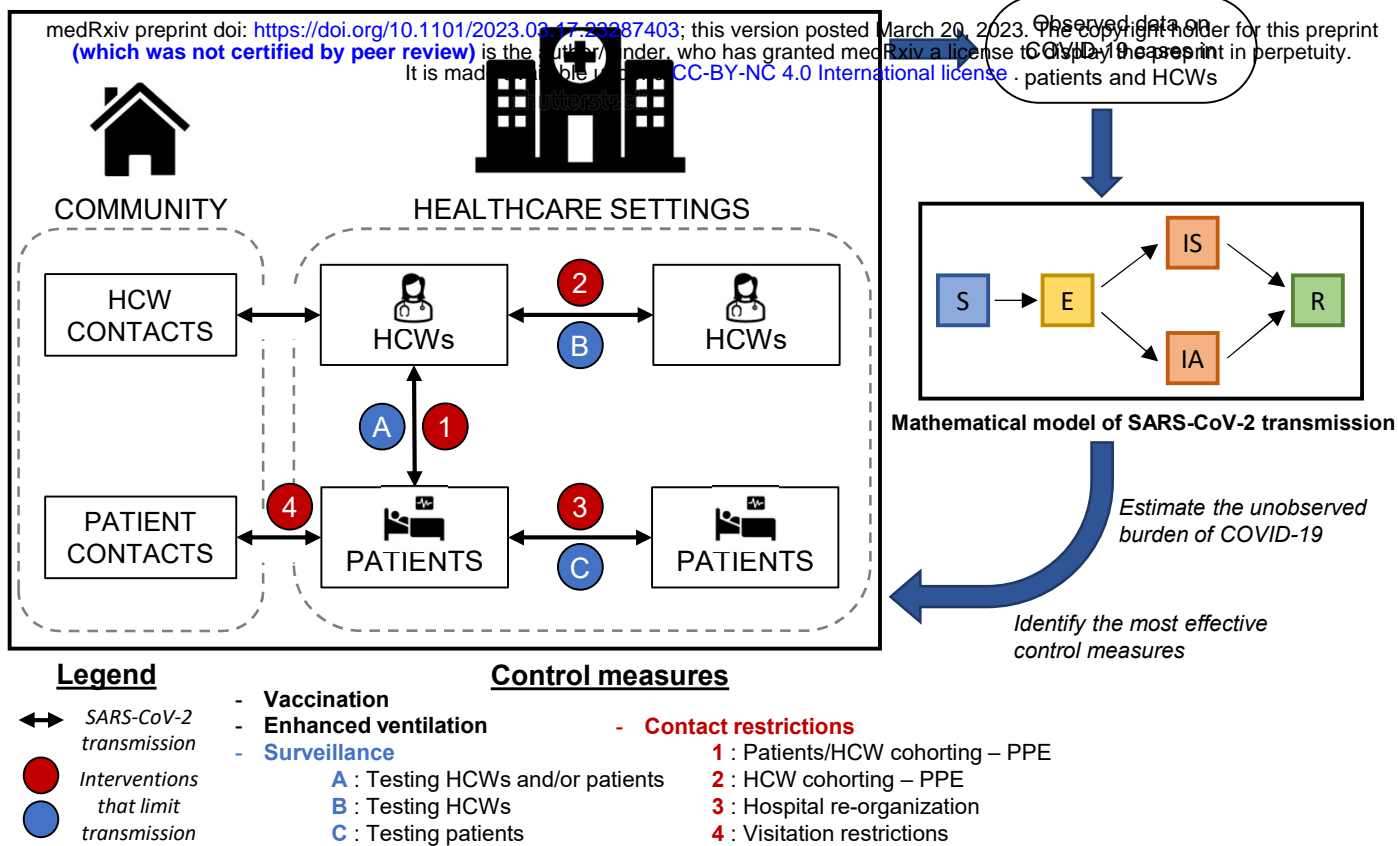 medRxiv preprint doi: https://doi.org/10.1101/2023.03.17.23287403; this version posted March 20, 2023. The copyright holder for this preprint
(which was not certified by peer review) is the author/funder, who has granted medRxiv a license to display the preprint in perpetuity.
It is made available under a CC-BY-NC 4.0 International license .
Observed data on
COVID-19 cases in
patients and HCWs
shutterstock
COMMUNITY
HEALTHCARE SETTINGS
HCW
CONTACTS
HCWs
2
B
HCWs
A
1
PATIENT
CONTACTS
4
PATIENTS
3
C
PATIENTS
S
E
IS
IA
R
Mathematical model of SARS-CoV-2 transmission
Estimate the unobserved
burden of COVID-19
Identify the most effective
control measures
Legend
SARS-CoV-2
transmission
Interventions
that limit
transmission
Control measures
- Vaccination
- Enhanced ventilation
- Surveillance
A : Testing HCWs and/or patients
B : Testing HCWs
C : Testing patients
- Contact restrictions
1 : Patients/HCW cohorting – PPE
2 : HCW cohorting – PPE
3 : Hospital re-organization
4 : Visitation restrictions